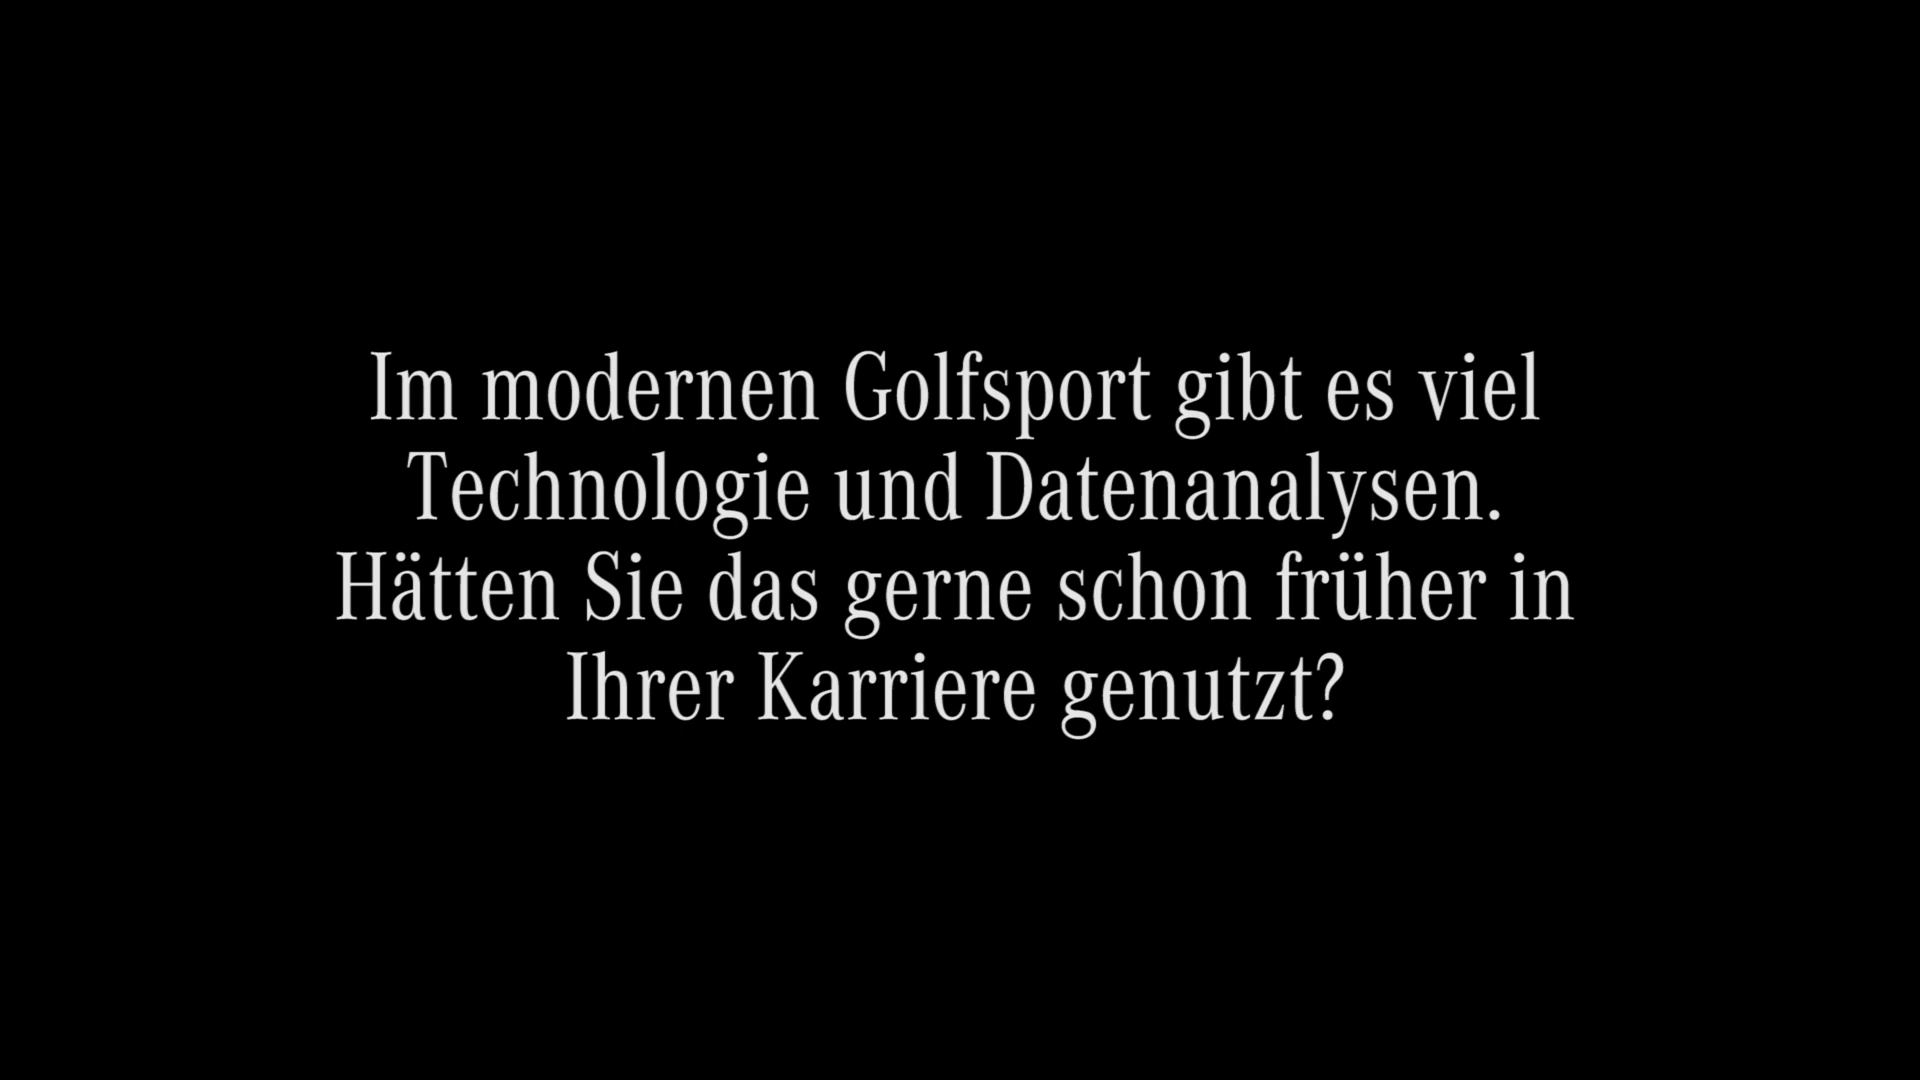 Im modernen Golfsport gibt es viel
Technologie und Datenanalysen.
Hätten Sie das gerne schon früher in
Ihrer Karriere genutzt?